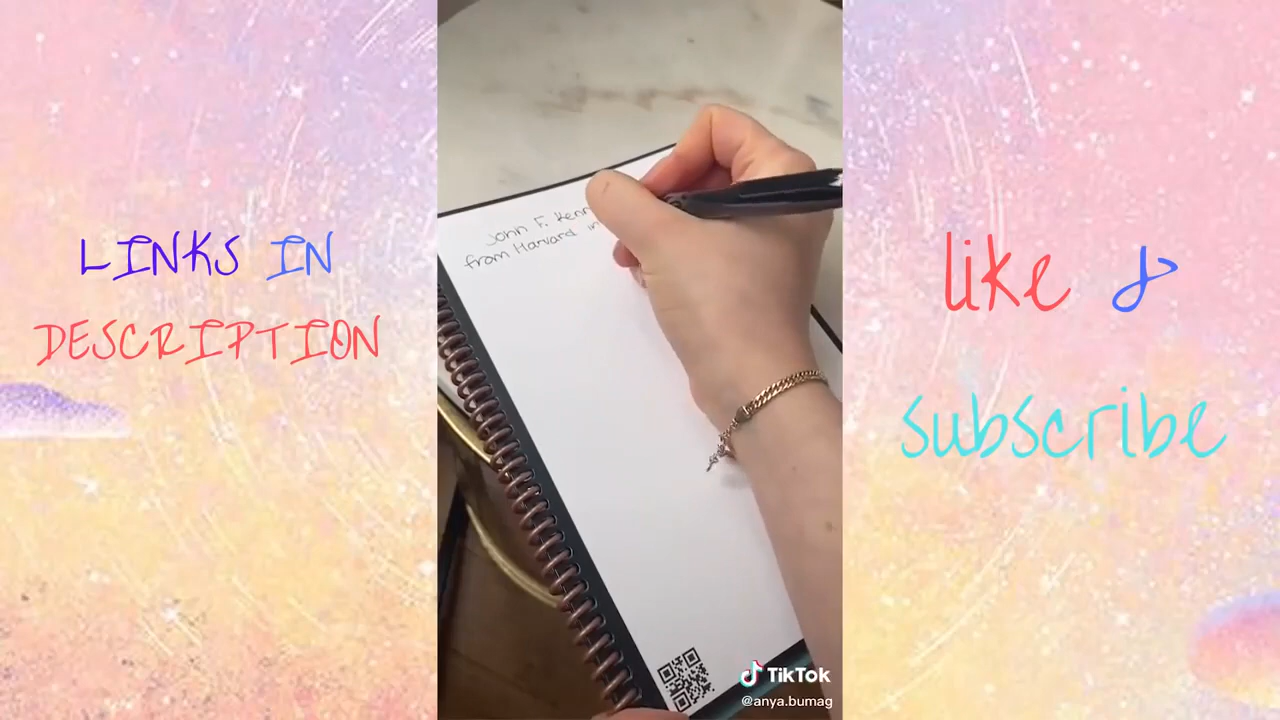 LINKS IN
DESCRIPTION
John F. Kenn
from Harvard in
TikTok
@anya.bumag
like &
subscribe